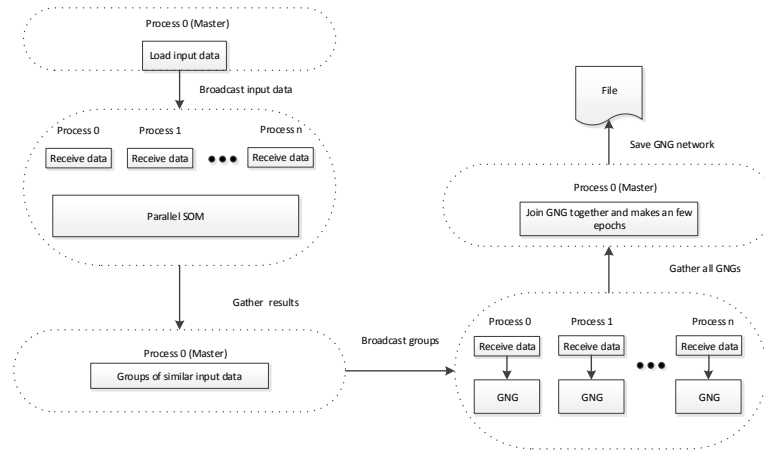 Process 0 (Master)
Load input data
Broadcast input data
Process 0
Process 1
Process n
Receive data
Receive data
Receive data
Parallel SOM
Gather results
Process 0 (Master)
Groups of similar input data
Broadcast groups
Process 0
Process 1
Process n
Receive data
Receive data
Receive data
GNG
GNG
GNG
Gather all GNGs
Process 0 (Master)
Join GNG together and makes an few
epochs
Save GNG network
File